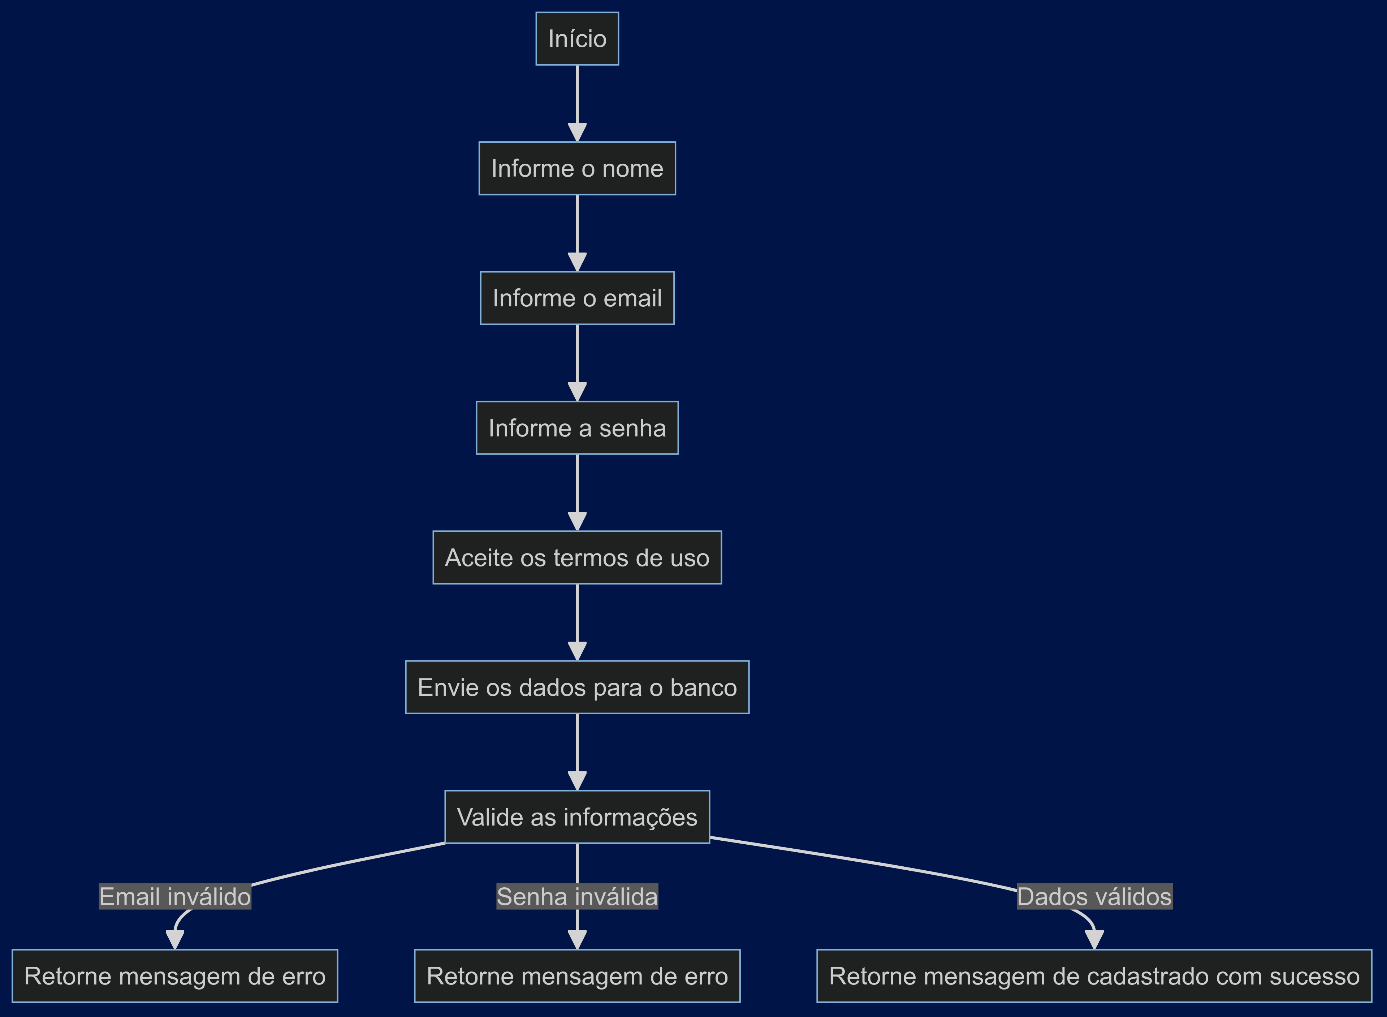 Início
Informe o nome
Informe o email
Informe a senha
Aceite os termos de uso
Envie os dados para o banco
Valide as informações
Email inválido
Senha inválida
Dados válidos
Retorne mensagem de erro
Retorne mensagem de erro
Retorne mensagem de cadastrado com sucesso